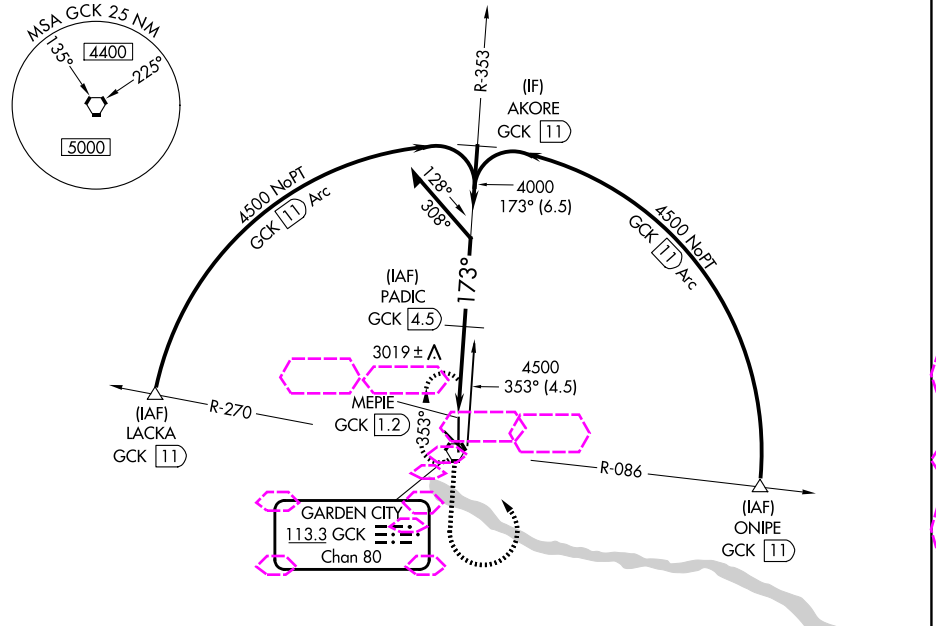 MSA GCK 25 NM
135°
4400
225°
5000
R-353
(IF)
AKORE
GCK 11
4500 NoPT
GCK 11 Arc
128°
308°
4000
173° (6.5)
4500 NoPT
GCK 11 Arc
173°
(IAF)
PADIC
GCK 4.5
3019 ±
4500
353° (4.5)
MEPIE
GCK 1.2
353°
R-270
(IAF)
LACKA
GCK 11
R-086
(IAF)
ONIPE
GCK 11
GARDEN CITY
113.3 GCK
Chan 80